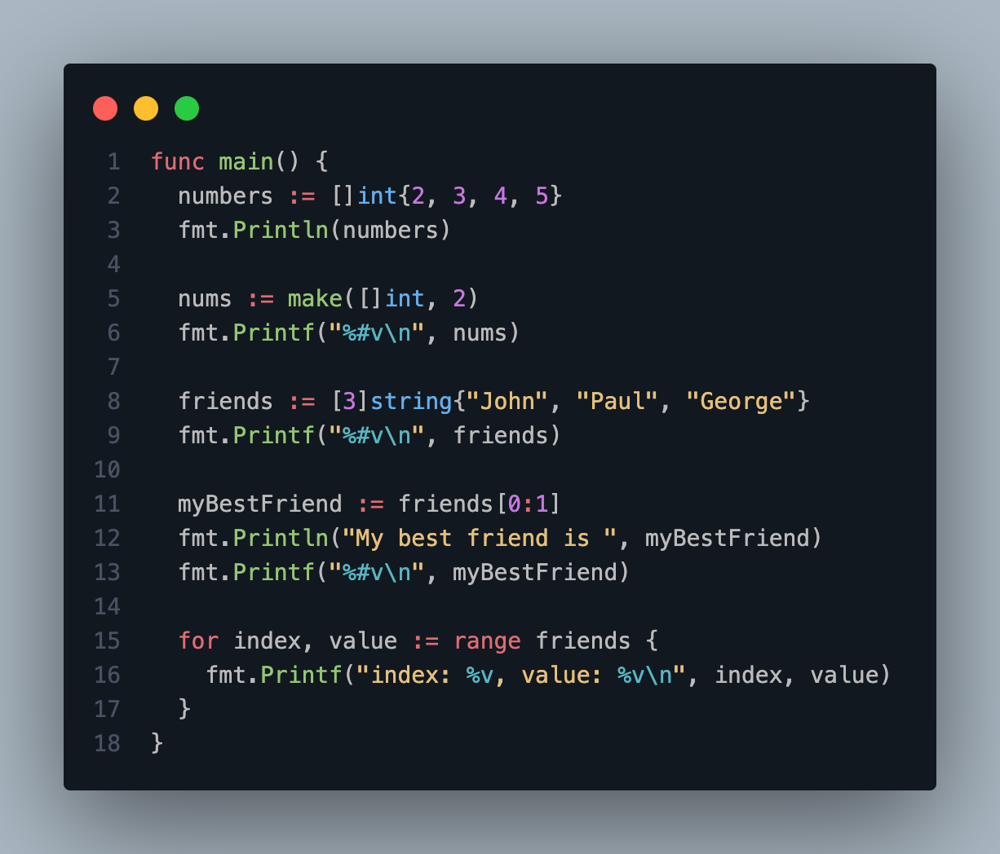 1 func main() {
2   numbers := []int{2, 3, 4, 5}
3   fmt.Println(numbers)
4
5   nums := make([]int, 2)
6   fmt.Printf("%#v\n", nums)
7
8   friends := [3]string{"John", "Paul", "George"}
9   fmt.Printf("%#v\n", friends)
10
11   myBestFriend := friends[0:1]
12   fmt.Println("My best friend is ", myBestFriend)
13   fmt.Printf("%#v\n", myBestFriend)
14
15   for index, value := range friends {
16     fmt.Printf("index: %v, value: %v\n", index, value)
17   }
18 }